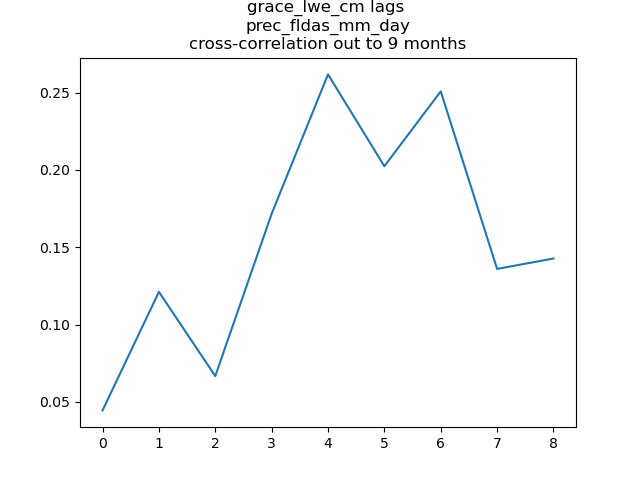 grace_lwe_cm lags
prec_fldas_mm_day
cross-correlation out to 9 months
0.25
0.20
0.15
0.10
0.05
0 1 2 3 4 5 6 7 8